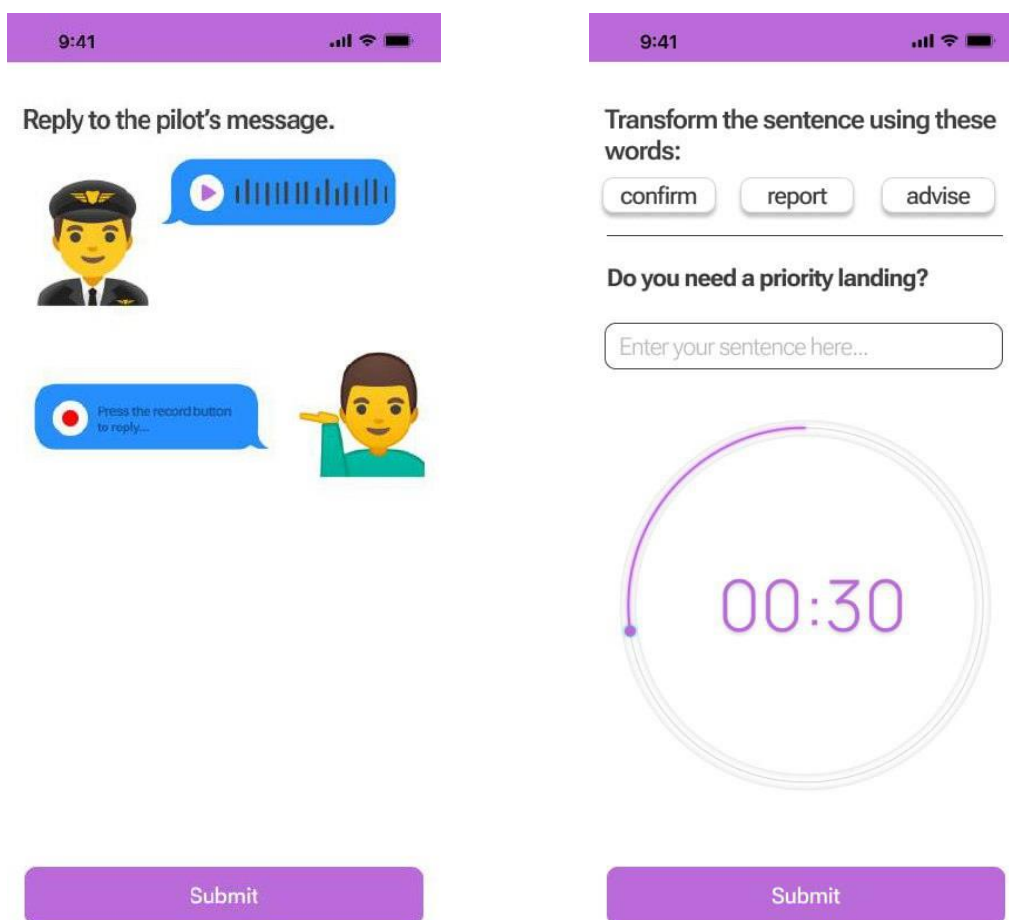 9:41
Reply to the pilot's message.
Press the record button
to reply...
Submit
9:41
Transform the sentence using these
words:
confirm report advise
Do you need a priority landing?
Enter your sentence here...
00:30
Submit